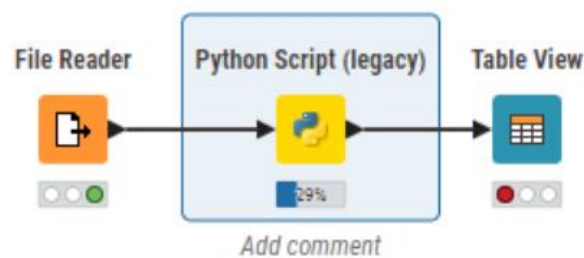 File Reader
Python Script (legacy)
Table View
29%
Add comment